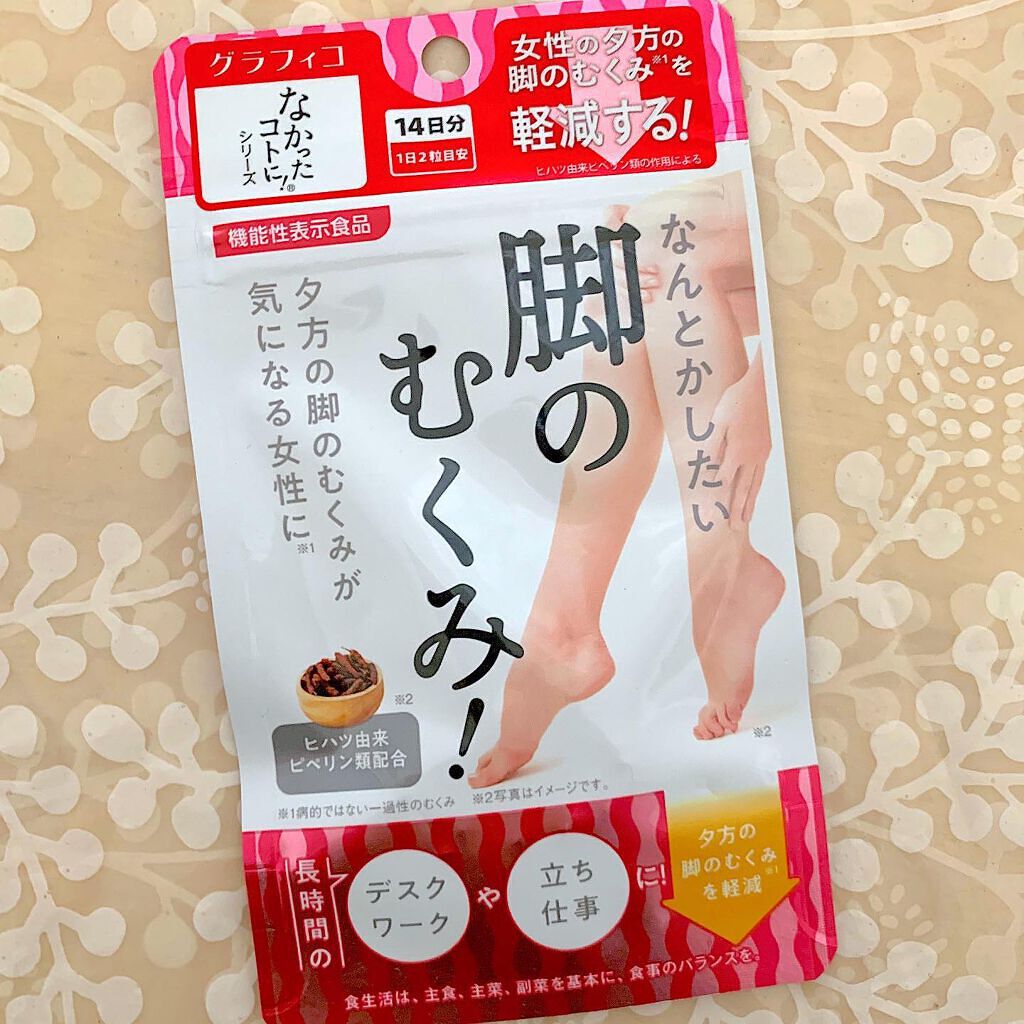 グラフィコ
なかった
コトに!®
シリーズ
14日分
1日2粒目安
女性の夕方の
脚のむくみ※1を
軽減する!
ヒハツ由来ピペリン類の作用による
機能性表示食品
なんとかしたい
脚の
むくみ!
夕方の脚のむくみが
気になる女性に※1
※2
ヒハツ由来
ピペリン類配合
※2
※1病的ではない一過性のむくみ ※2写真はイメージです。
長時間の
デスク
ワーク
や
立ち
仕事
に!
夕方の
脚のむくみ※1
を軽減
食生活は、主食、主菜、副菜を基本に、食事のバランスを。